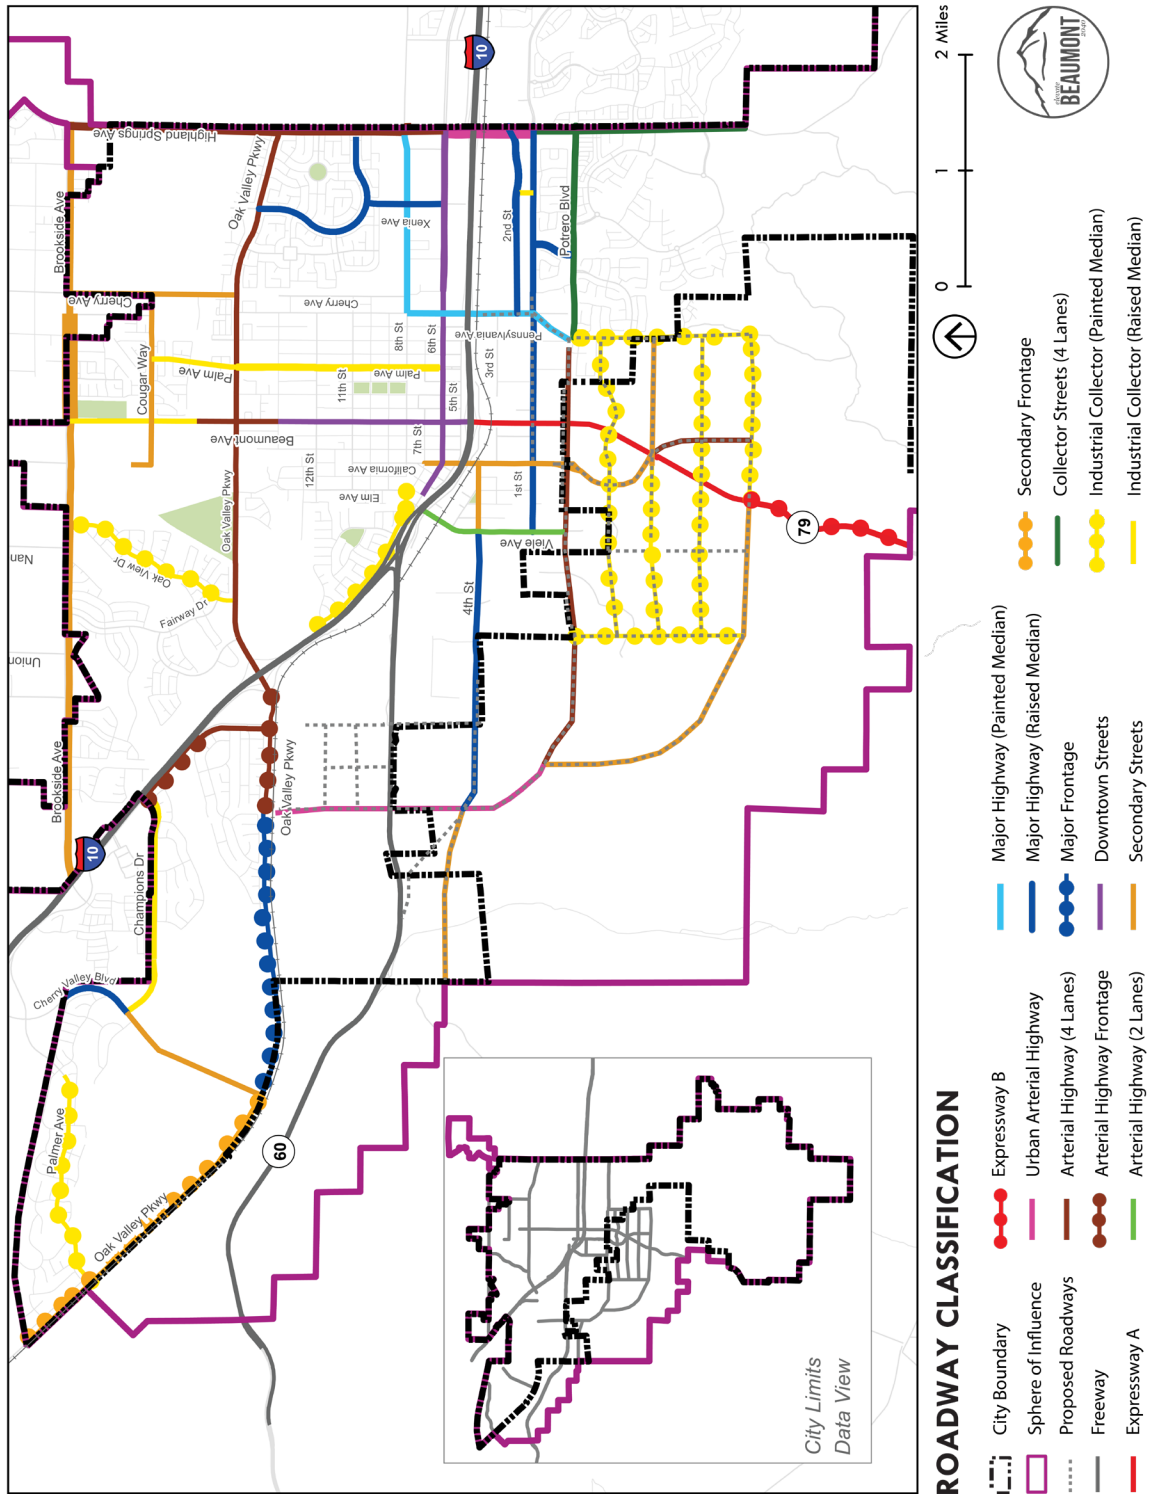 Highland Springs Ave
Brookside Ave
Oak Valley Pkwy
Cherry Ave
Cougar Way
Palm Ave
Beaumont Ave
Xenia Ave
Cherry Ave
8th St
6th St
Pennsylvania Ave
2nd St
Potrero Blvd
10
3rd St
11th St
Palm Ave
5th St
7th St
12th St
California Ave
Elm Ave
1st St
Viele Ave
4th St
Oak Valley Pkwy
Oak View Dr
Fairway Dr
Nan
Union
Brookside Ave
10
Oak Valley Pkwy
Champions Dr
Cherry Valley Blvd
Palmer Ave
Oak Valley Pkwy
60
79
City Limits
Data View
0 1 2 Miles
elevate
BEAUMONT
2040
ROADWAY CLASSIFICATION
City Boundary
Sphere of Influence
Proposed Roadways
Freeway
Expressway A
Expressway B
Urban Arterial Highway
Arterial Highway (4 Lanes)
Arterial Highway Frontage
Arterial Highway (2 Lanes)
Major Highway (Painted Median)
Major Highway (Raised Median)
Major Frontage
Downtown Streets
Secondary Streets
Secondary Frontage
Collector Streets (4 Lanes)
Industrial Collector (Painted Median)
Industrial Collector (Raised Median)